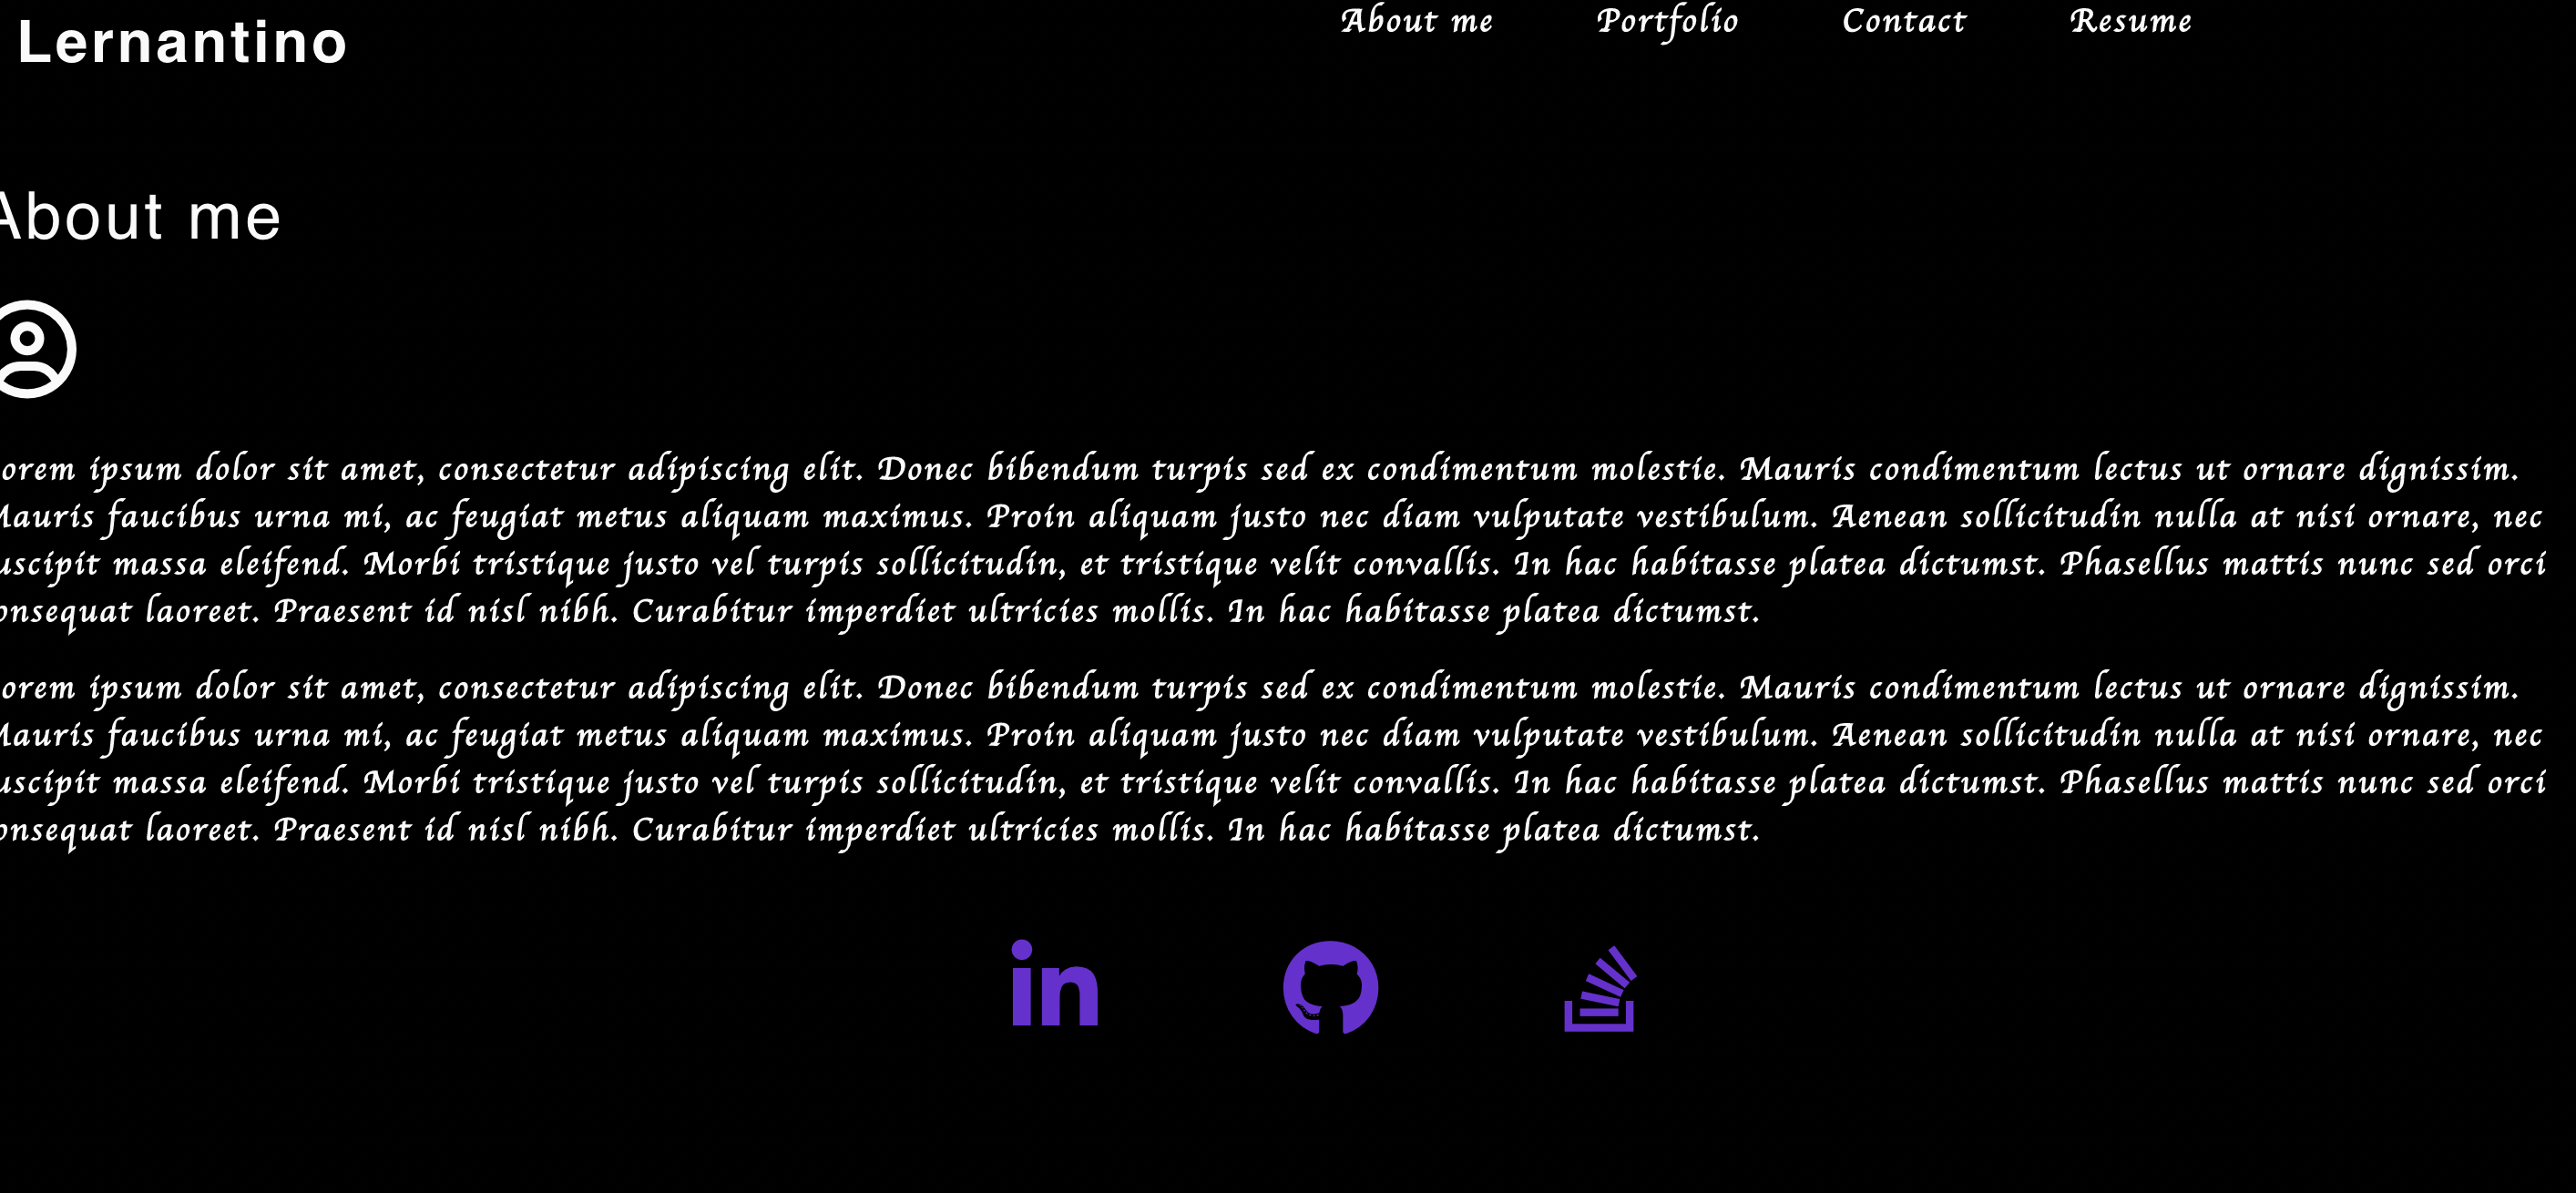 Lernantino
About me Portfolio Contact Resume
About me
orem ipsum dolor sit amet, consectetur adipiscing elit. Donec bibendum turpis sed ex condimentum molestie. Mauris condimentum lectus ut ornare dignissim.
Mauris faucibus urna mi, ac feugiat metus aliquam maximus. Proin aliquam justo nec diam vulputate vestibulum. Aenean sollicitudin nulla at nisi ornare, nec
uscipit massa eleifend. Morbi tristique justo vel turpis sollicitudin, et tristique velit convallis. In hac habitasse platea dictumst. Phasellus mattis nunc sed orci
onsequat laoreet. Praesent id nisl nibh. Curabitur imperdiet ultricies mollis. In hac habitasse platea dictumst.
orem ipsum dolor sit amet, consectetur adipiscing elit. Donec bibendum turpis sed ex condimentum molestie. Mauris condimentum lectus ut ornare dignissim.
Mauris faucibus urna mi, ac feugiat metus aliquam maximus. Proin aliquam justo nec diam vulputate vestibulum. Aenean sollicitudin nulla at nisi ornare, nec
uscipit massa eleifend. Morbi tristique justo vel turpis sollicitudin, et tristique velit convallis. In hac habitasse platea dictumst. Phasellus mattis nunc sed orci
onsequat laoreet. Praesent id nisl nibh. Curabitur imperdiet ultricies mollis. In hac habitasse platea dictumst.
in